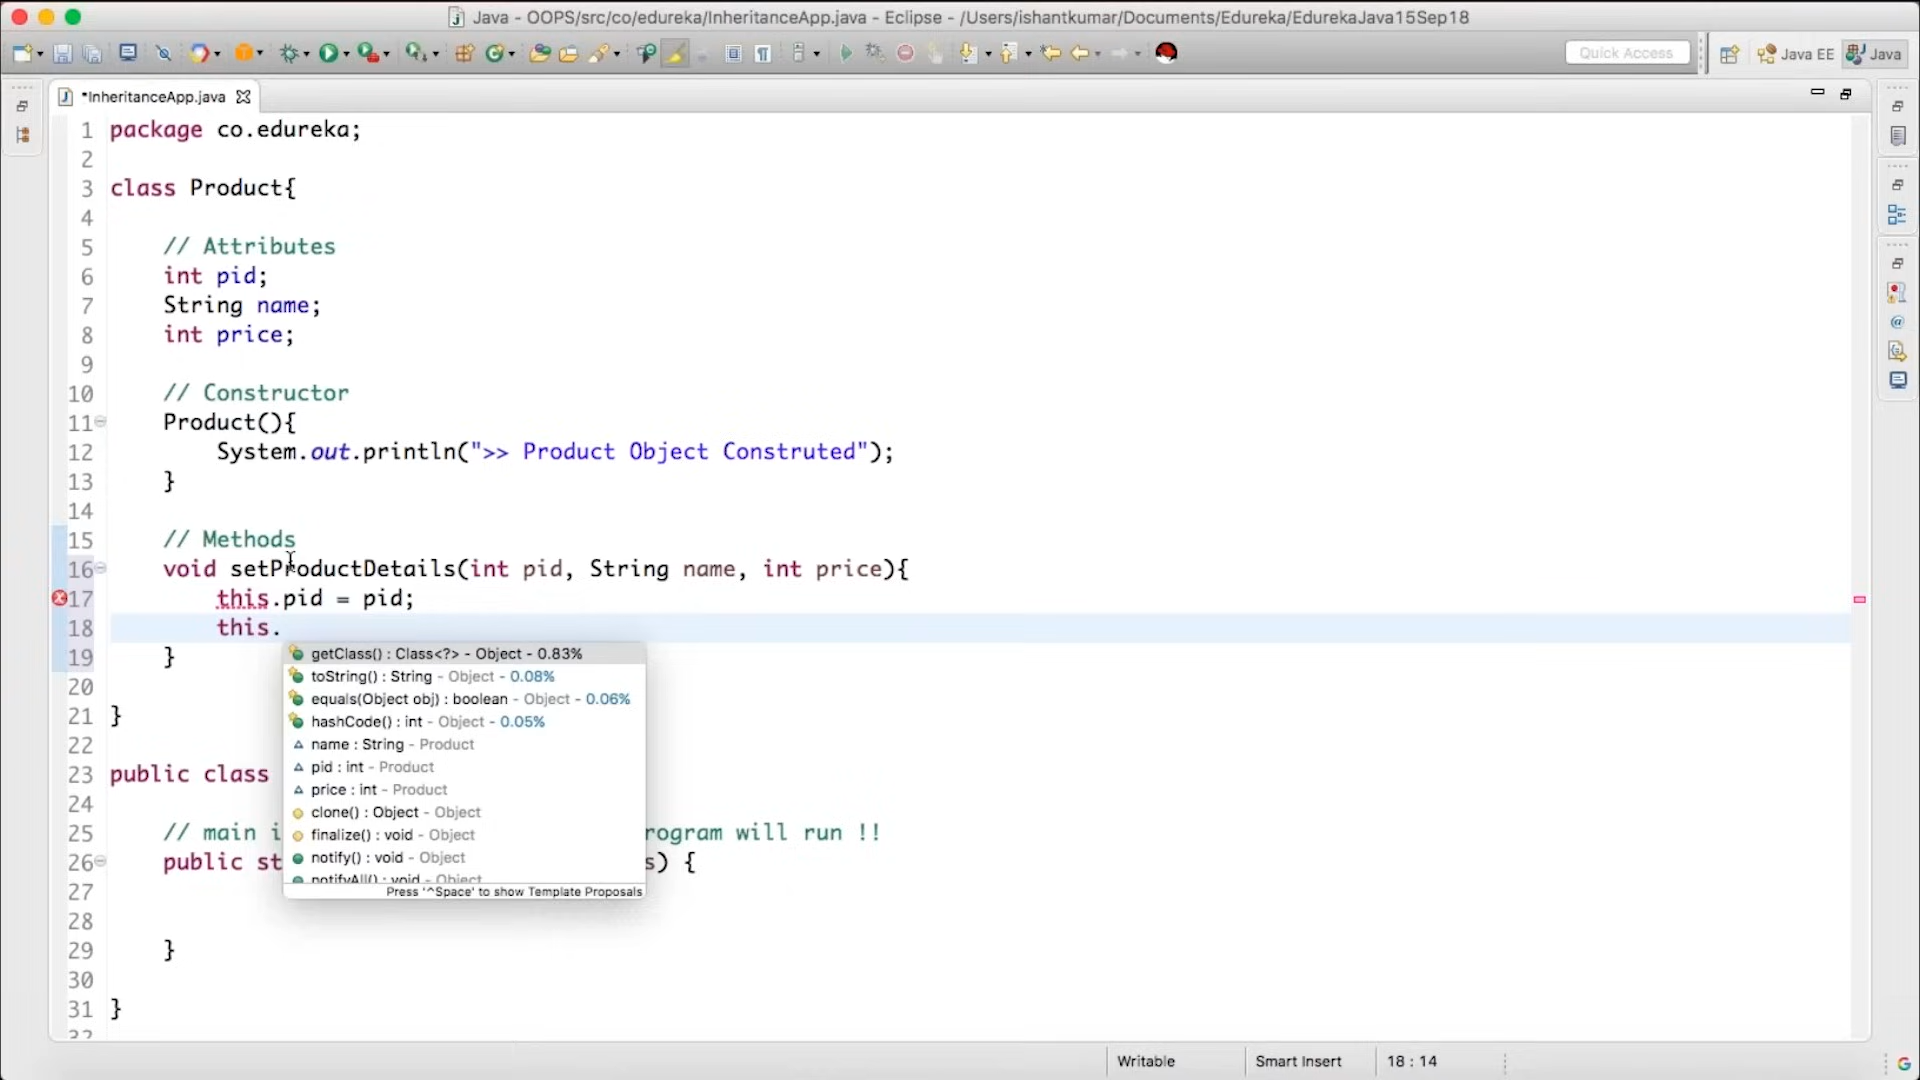 Java - OOPS/src/co/edureka/InheritanceApp.java - Eclipse - /Users/ishantkumar/Documents/Edureka/EdurekaJava15Sep18
Quick Access
Java EE
Java
*InheritanceApp.java
1 package co.edureka;
2
3 class Product{
4
5 // Attributes
6 int pid;
7 String name;
8 int price;
9
10 // Constructor
11 Product(){
12 System.out.println(">> Product Object Construted");
13 }
14
15 // Methods
16 void setProductDetails(int pid, String name, int price){
17 this.pid = pid;
18 this.
19 }
20
21 }
22
23 public class
24
25 // main i rogram will run !!
26 public st s) {
27
28
29 }
30
31 }
32
getClass() : Class<?> - Object - 0.83%
toString() : String - Object - 0.08%
equals(Object obj) : boolean - Object - 0.06%
hashCode() : int - Object - 0.05%
name : String - Product
pid : int - Product
price : int - Product
clone() : Object - Object
finalize() : void - Object
notify() : void - Object
notifyAll() : void - Object
Press '^Space' to show Template Proposals
Writable
Smart Insert
18 : 14